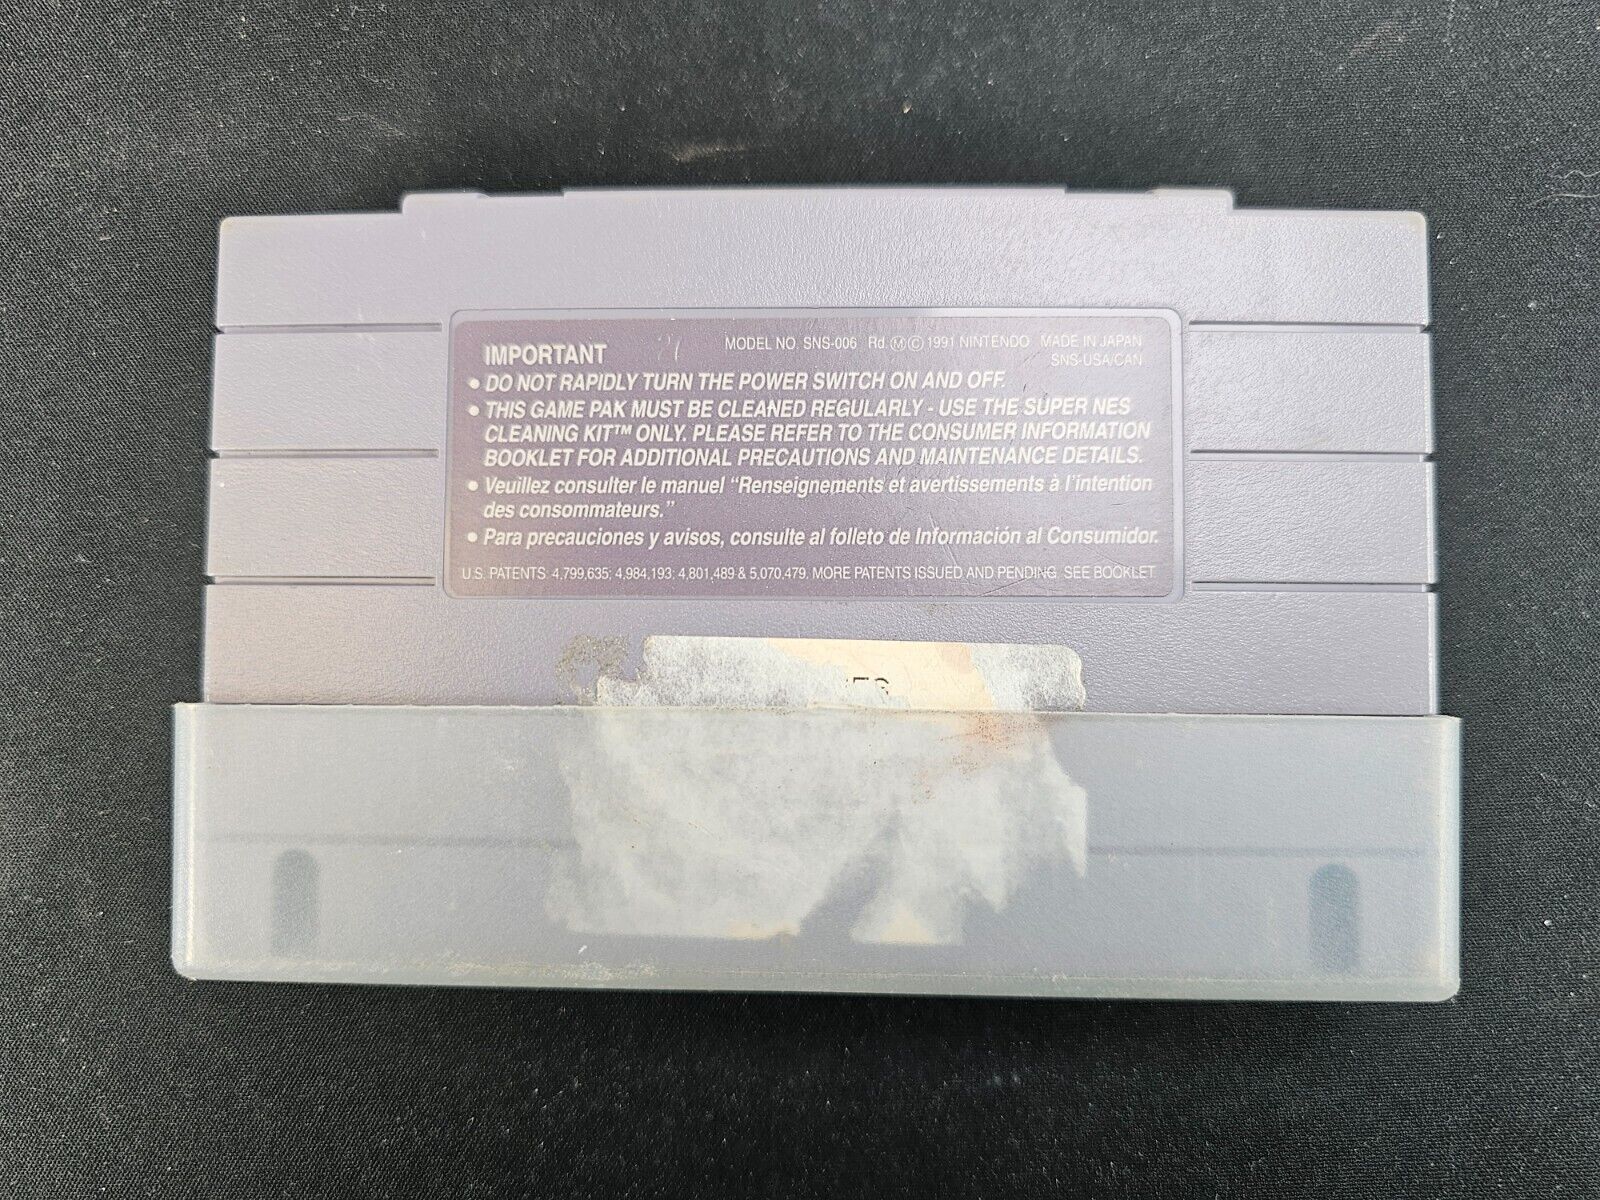 IMPORTANT 21 MODEL NO. SNS-006 Rd. Ⓜ© 1991 NINTENDO MADE IN JAPAN
SNS-USA/CAN
• DO NOT RAPIDLY TURN THE POWER SWITCH ON AND OFF.
• THIS GAME PAK MUST BE CLEANED REGULARLY - USE THE SUPER NES
CLEANING KIT™ ONLY. PLEASE REFER TO THE CONSUMER INFORMATION
BOOKLET FOR ADDITIONAL PRECAUTIONS AND MAINTENANCE DETAILS.
• Veuillez consulter le manuel “Renseignements et avertissements à l'intention
des consommateurs.”
• Para precauciones y avisos, consulte al folleto de Información al Consumidor.
U.S. PATENTS: 4,799,635; 4,984,193; 4,801,489 & 5,070,479. MORE PATENTS ISSUED AND PENDING. SEE BOOKLET.